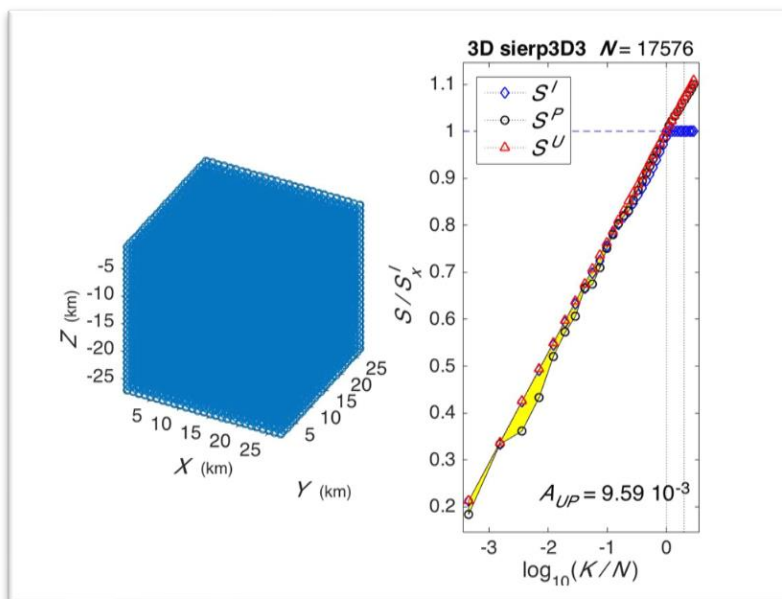 3D sierp3D3 N = 17576
S^I
S^P
S^U
1.1
1
0.9
0.8
0.7
0.6
0.5
0.4
0.3
0.2
S / S_x^I
A_UP = 9.59 10^-3
-3 -2 -1 0
log_10(K / N)
-5
-10
-15
-20
-25
Z (km)
5 10 15 20 25
X (km)
5 10 15 20 25
Y (km)